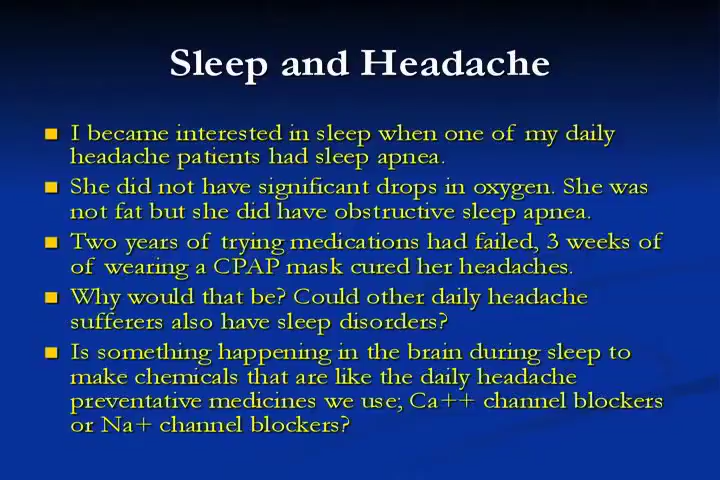 Sleep and Headache
I became interested in sleep when one of my daily
headache patients had sleep apnea.
She did not have significant drops in oxygen. She was
not fat but she did have obstructive sleep apnea.
Two years of trying medications had failed, 3 weeks of
of wearing a CPAP mask cured her headaches.
Why would that be? Could other daily headache
sufferers also have sleep disorders?
Is something happening in the brain during sleep to
make chemicals that are like the daily headache
preventative medicines we use; Ca++ channel blockers
or Na+ channel blockers?